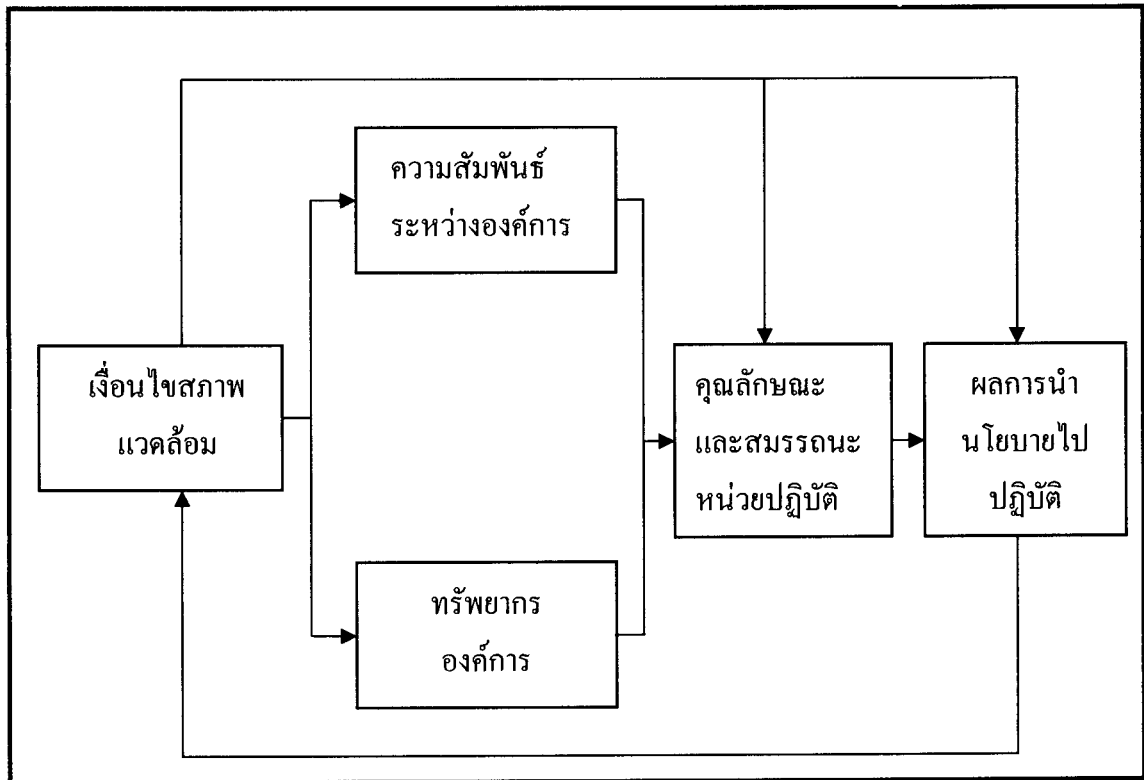 ความสัมพันธ์
ระหว่างองค์การ
เงื่อนไขสภาพ
แวดล้อม
คุณลักษณะ
และสมรรถนะ
หน่วยปฏิบัติ
ผลการนำ
นโยบายไป
ปฏิบัติ
ทรัพยากร
องค์การ